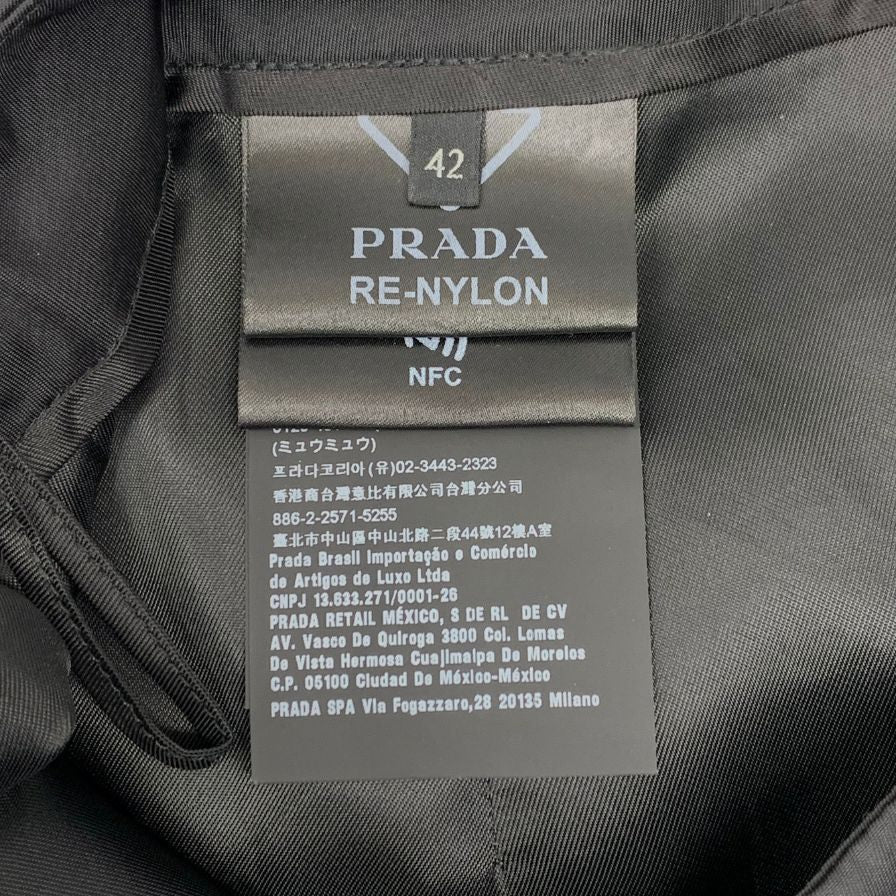 42
PRADA
RE-NYLON
NFC
(ミュウミュウ)
프라다코리아(유)02-3443-2323
香港商台灣意比有限公司台灣分公司
886-2-2571-5255
臺北市中山區中山北路二段44號12樓A室
Prada Brasil Importação e Comércio
de Artigos de Luxo Ltda
CNPJ 13.633.271/0001-26
PRADA RETAIL MÉXICO, S DE RL DE CV
AV. Vasco De Quiroga 3800 Col. Lomas
De Vista Hermosa Cuajimalpa De Morelos
C.P. 05100 Ciudad De México-México
PRADA SPA Via Fogazzaro,28 20135 Milano